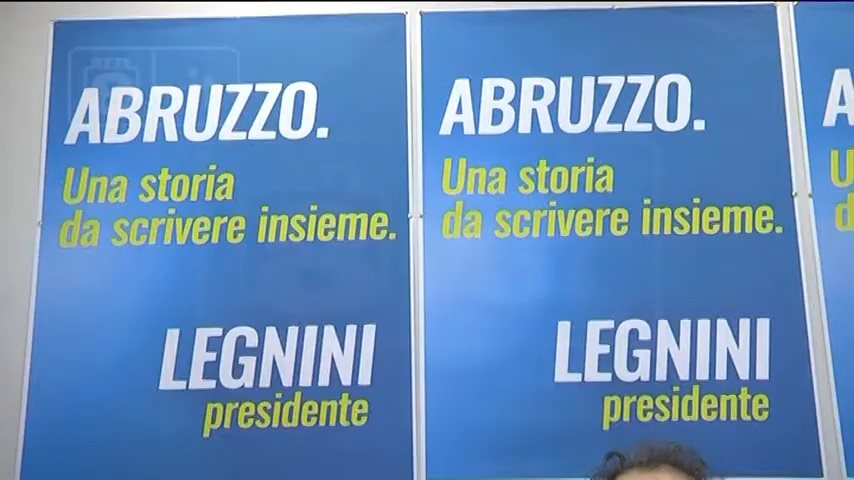 ABRUZZO.
Una storia
da scrivere insieme.
LEGNINI
presidente
ABRUZZO.
Una storia
da scrivere insieme.
LEGNINI
presidente